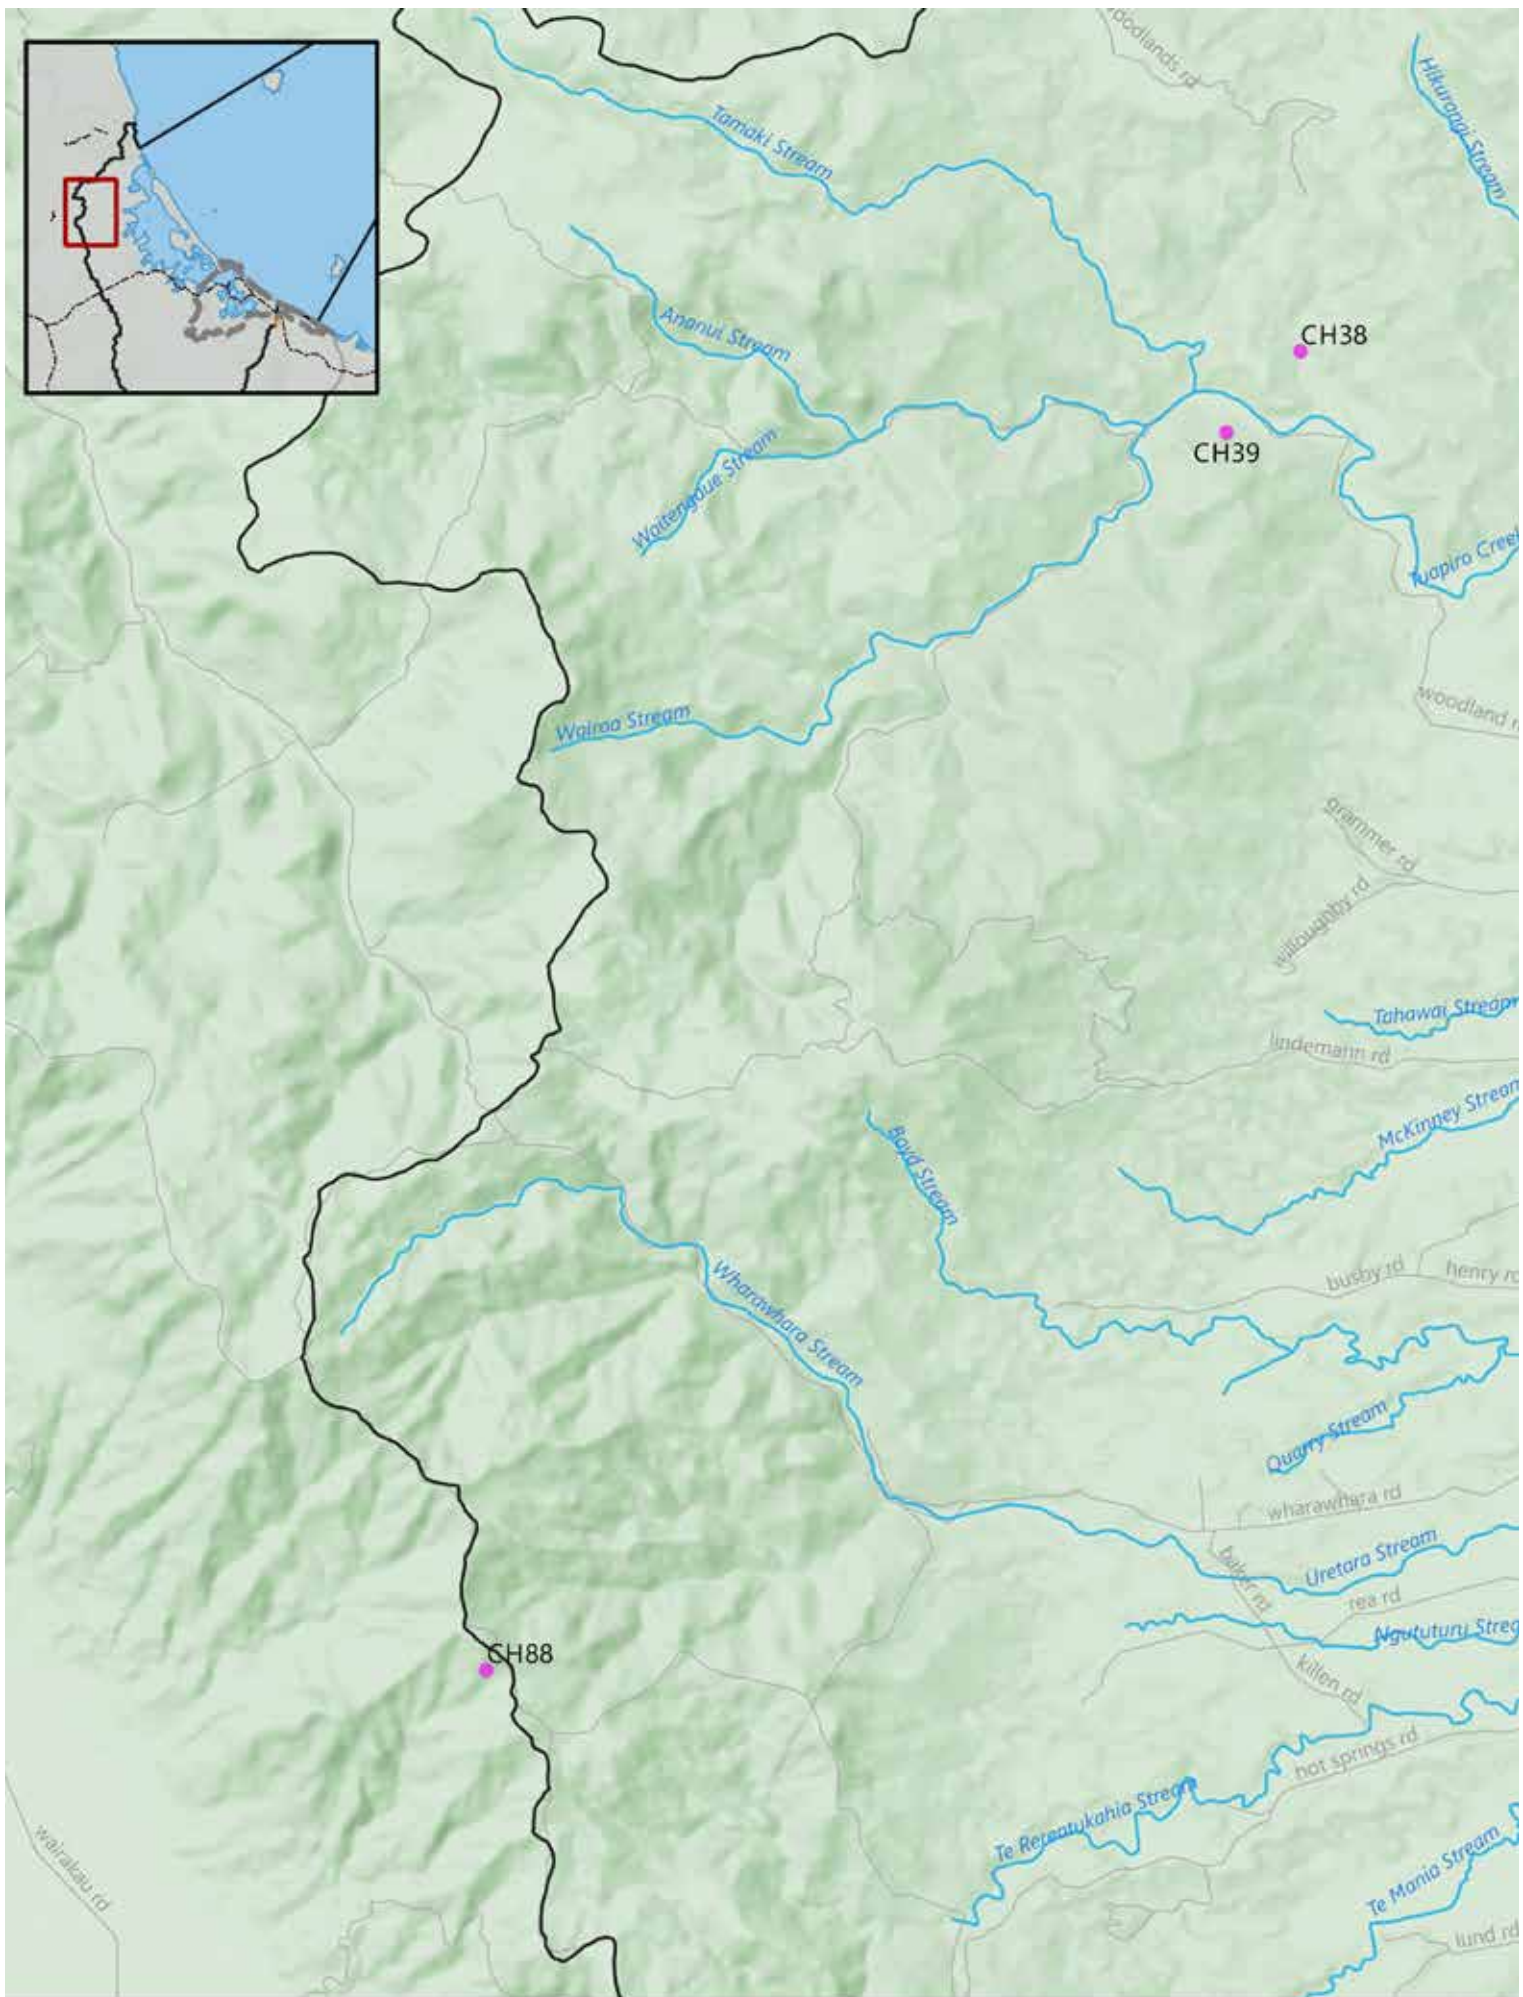 woodlands rd
Hikurangi Stream
Tamaki Stream
CH38
Ananui Stream
CH39
Waitengaue Stream
Tuapiro Creek
woodland r
Wairoa Stream
grammer rd
willoughby rd
Tahawai Stream
lindemann rd
McKinney Stream
Boyd Stream
busby rd
henry rd
Wharawhara Stream
Quarry Stream
wharawhara rd
Uretara Stream
baker rd
rea rd
Ngututuru Strea
CH88
killen rd
hot springs rd
Te Rereatukahia Stream
wairakau rd
Te Mania Stream
lund rd